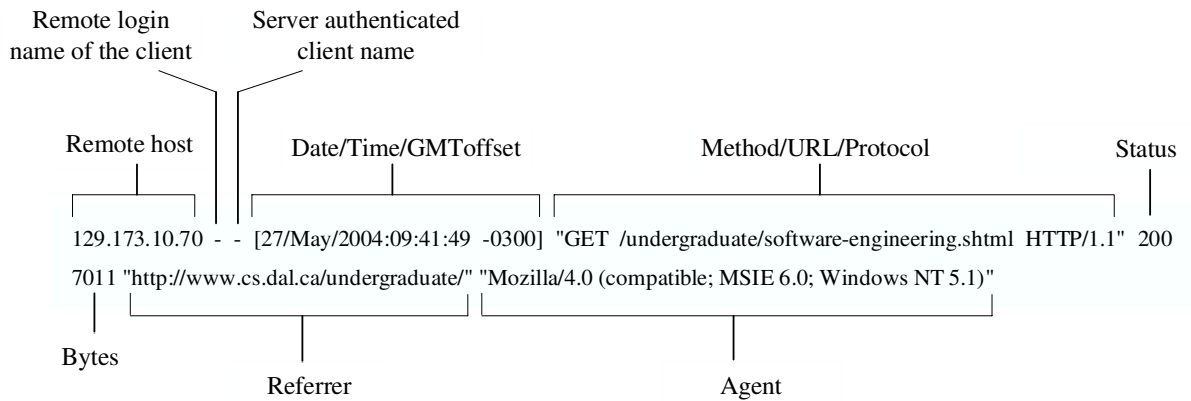 Remote login
name of the client
Server authenticated
client name
Remote host
Date/Time/GMToffset
Method/URL/Protocol
Status
129.173.10.70 - - [27/May/2004:09:41:49 -0300] "GET /undergraduate/software-engineering.shtml HTTP/1.1" 200
7011 "http://www.cs.dal.ca/undergraduate/" "Mozilla/4.0 (compatible; MSIE 6.0; Windows NT 5.1)"
Bytes
Referrer
Agent